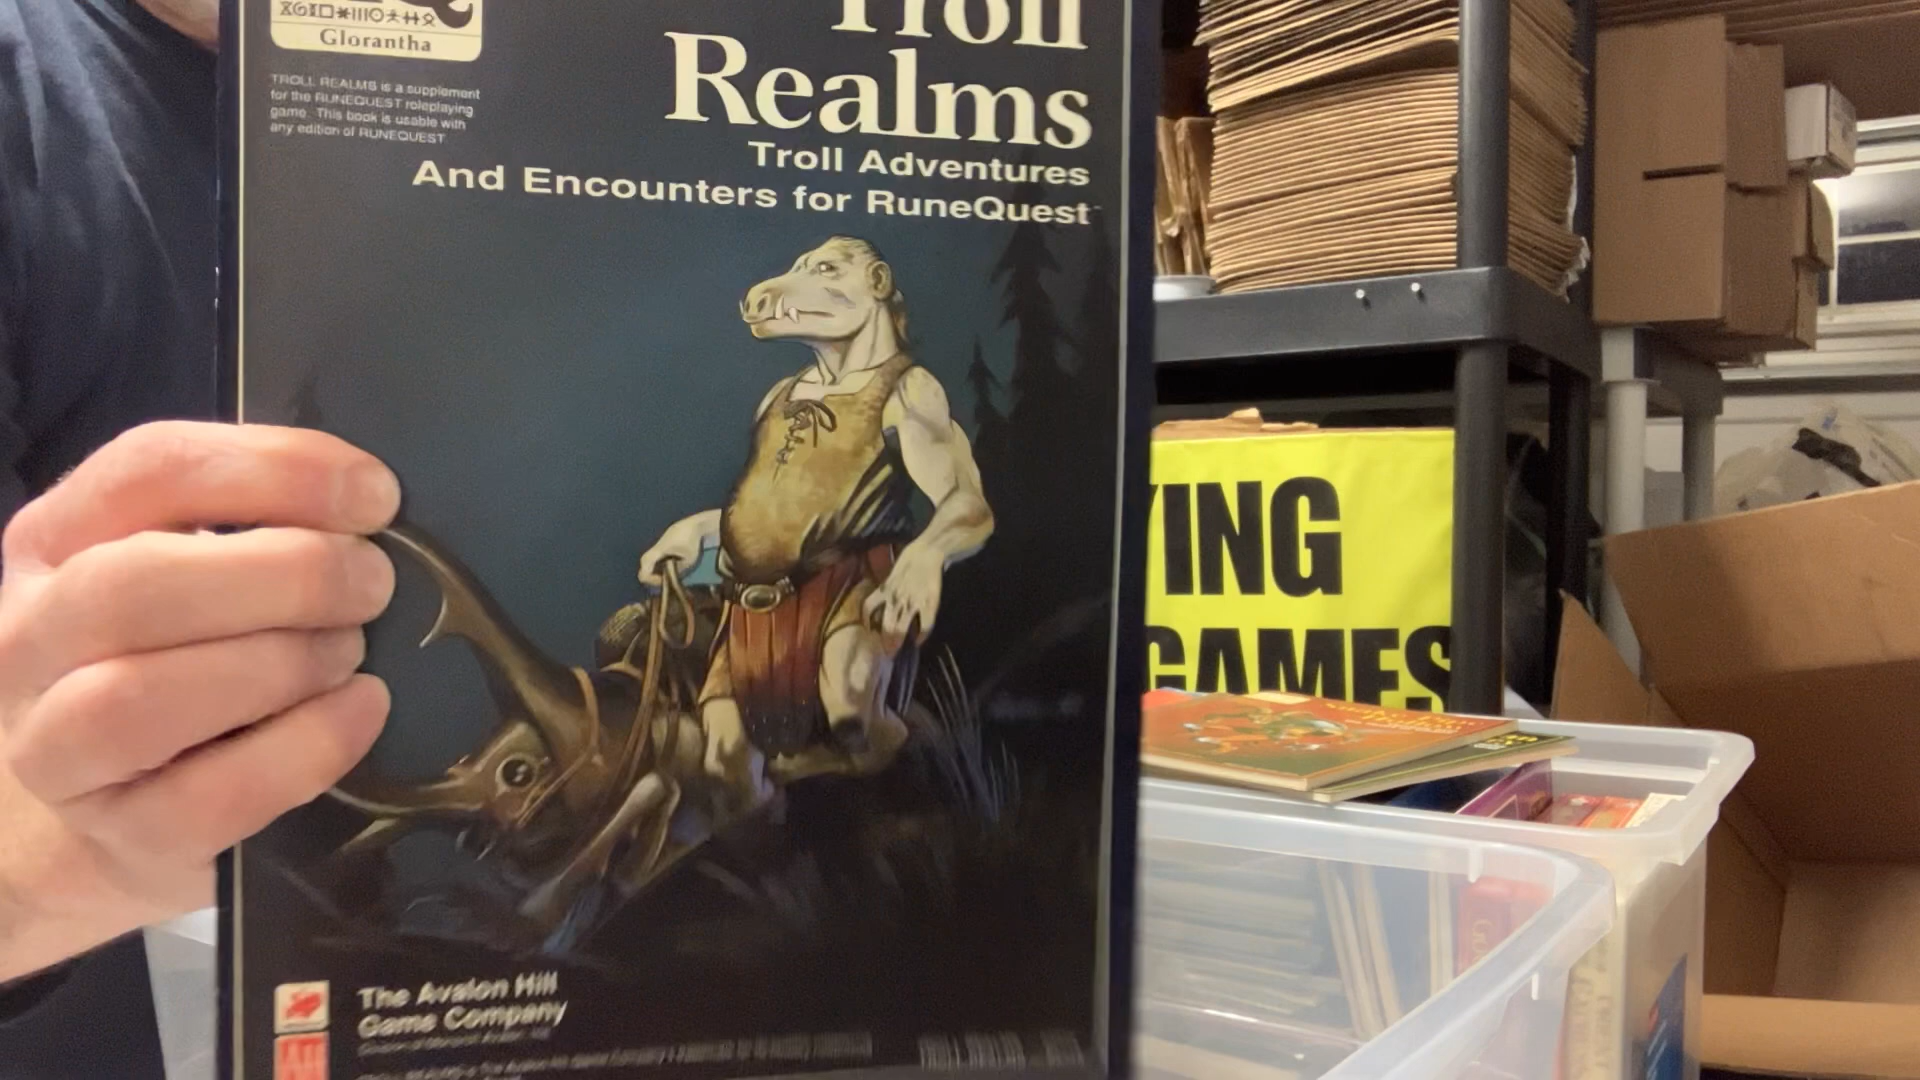 Glorantha
TROLL REALMS is a supplement
for the RUNEQUEST roleplaying
game. This book is usable with
any edition of RUNEQUEST
Troll
Realms
Troll Adventures
And Encounters for RuneQuest
The Avalon Hill
Game Company
YING
GAMES